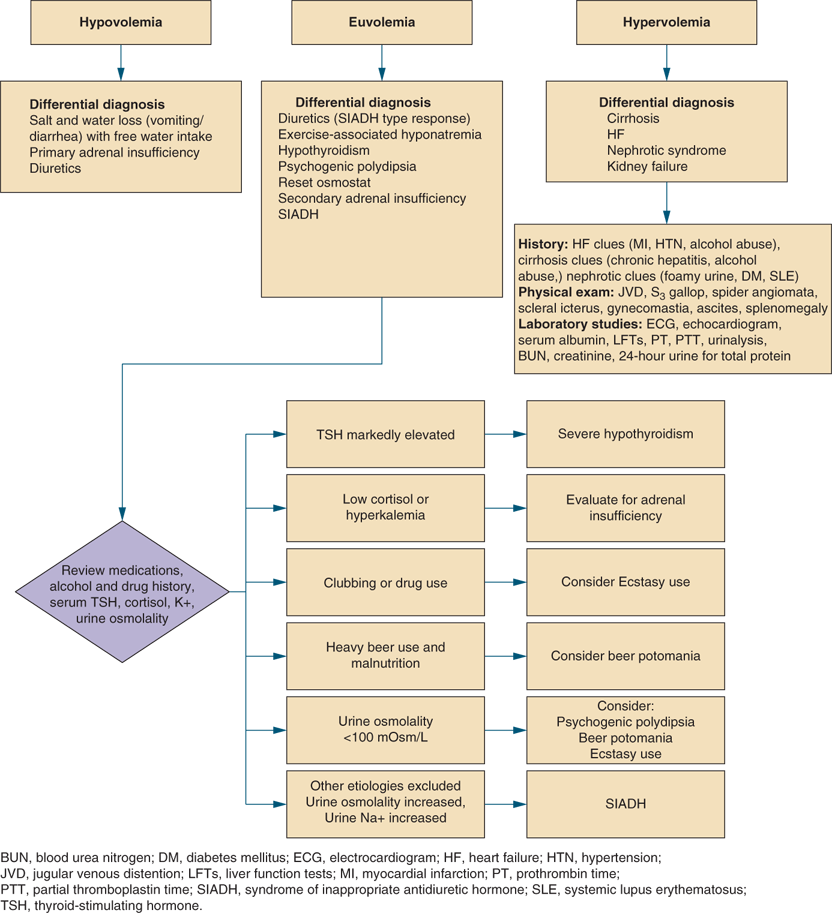 Hypovolemia
Euvolemia
Hypervolemia
Differential diagnosis
Salt and water loss (vomiting/
diarrhea) with free water intake
Primary adrenal insufficiency
Diuretics
Differential diagnosis
Diuretics (SIADH type response)
Exercise-associated hyponatremia
Hypothyroidism
Psychogenic polydipsia
Reset osmostat
Secondary adrenal insufficiency
SIADH
Differential diagnosis
Cirrhosis
HF
Nephrotic syndrome
Kidney failure
History: HF clues (MI, HTN, alcohol abuse),
cirrhosis clues (chronic hepatitis, alcohol
abuse,) nephrotic clues (foamy urine, DM, SLE)
Physical exam: JVD, S3 gallop, spider angiomata,
scleral icterus, gynecomastia, ascites, splenomegaly
Laboratory studies: ECG, echocardiogram,
serum albumin, LFTs, PT, PTT, urinalysis,
BUN, creatinine, 24-hour urine for total protein
Review medications,
alcohol and drug history,
serum TSH, cortisol, K+,
urine osmolality
TSH markedly elevated
Severe hypothyroidism
Low cortisol or
hyperkalemia
Evaluate for adrenal
insufficiency
Clubbing or drug use
Consider Ecstasy use
Heavy beer use and
malnutrition
Consider beer potomania
Urine osmolality
<100 mOsm/L
Consider:
Psychogenic polydipsia
Beer potomania
Ecstasy use
Other etiologies excluded
Urine osmolality increased,
Urine Na+ increased
SIADH
BUN, blood urea nitrogen; DM, diabetes mellitus; ECG, electrocardiogram; HF, heart failure; HTN, hypertension;
JVD, jugular venous distention; LFTs, liver function tests; MI, myocardial infarction; PT, prothrombin time;
PTT, partial thromboplastin time; SIADH, syndrome of inappropriate antidiuretic hormone; SLE, systemic lupus erythematosus;
TSH, thyroid-stimulating hormone.